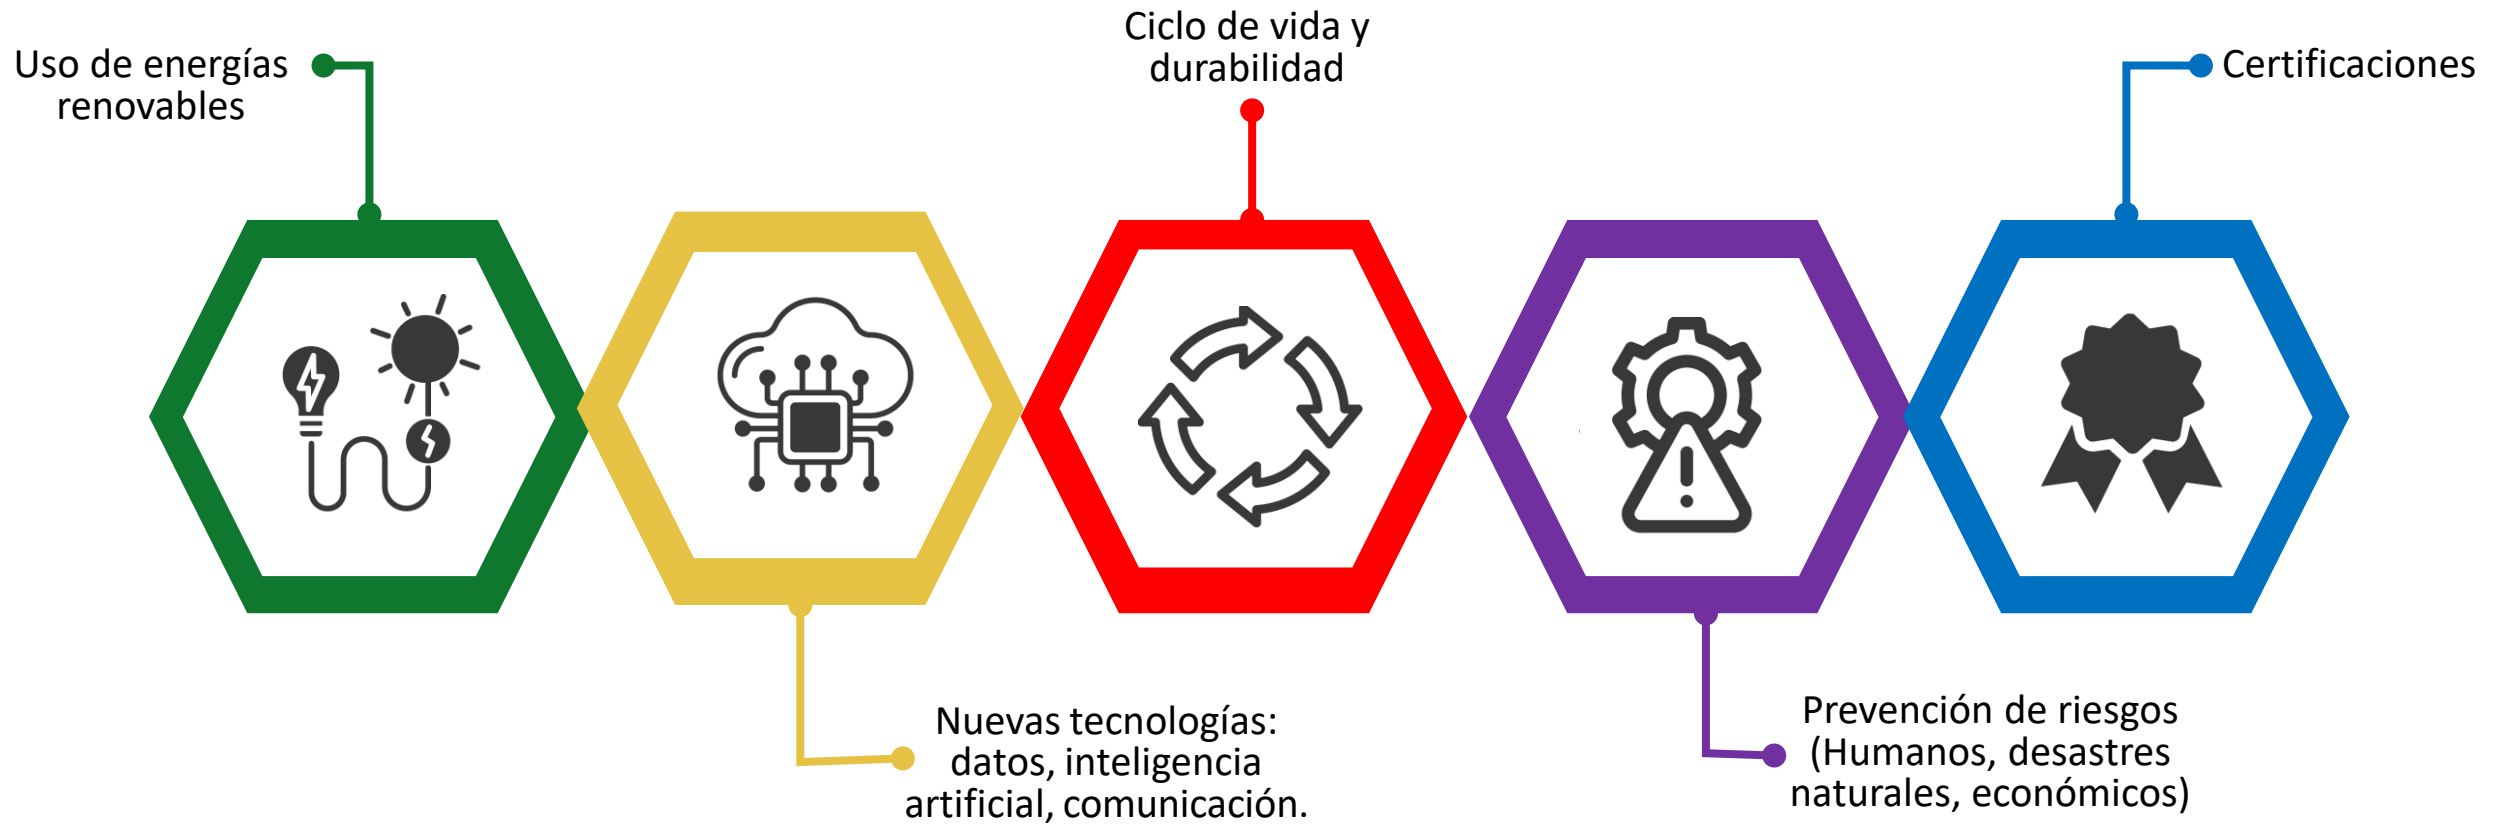 Uso de energías
renovables
Ciclo de vida y
durabilidad
Certificaciones
Nuevas tecnologías:
datos, inteligencia
artificial, comunicación.
Prevención de riesgos
(Humanos, desastres
naturales, económicos)